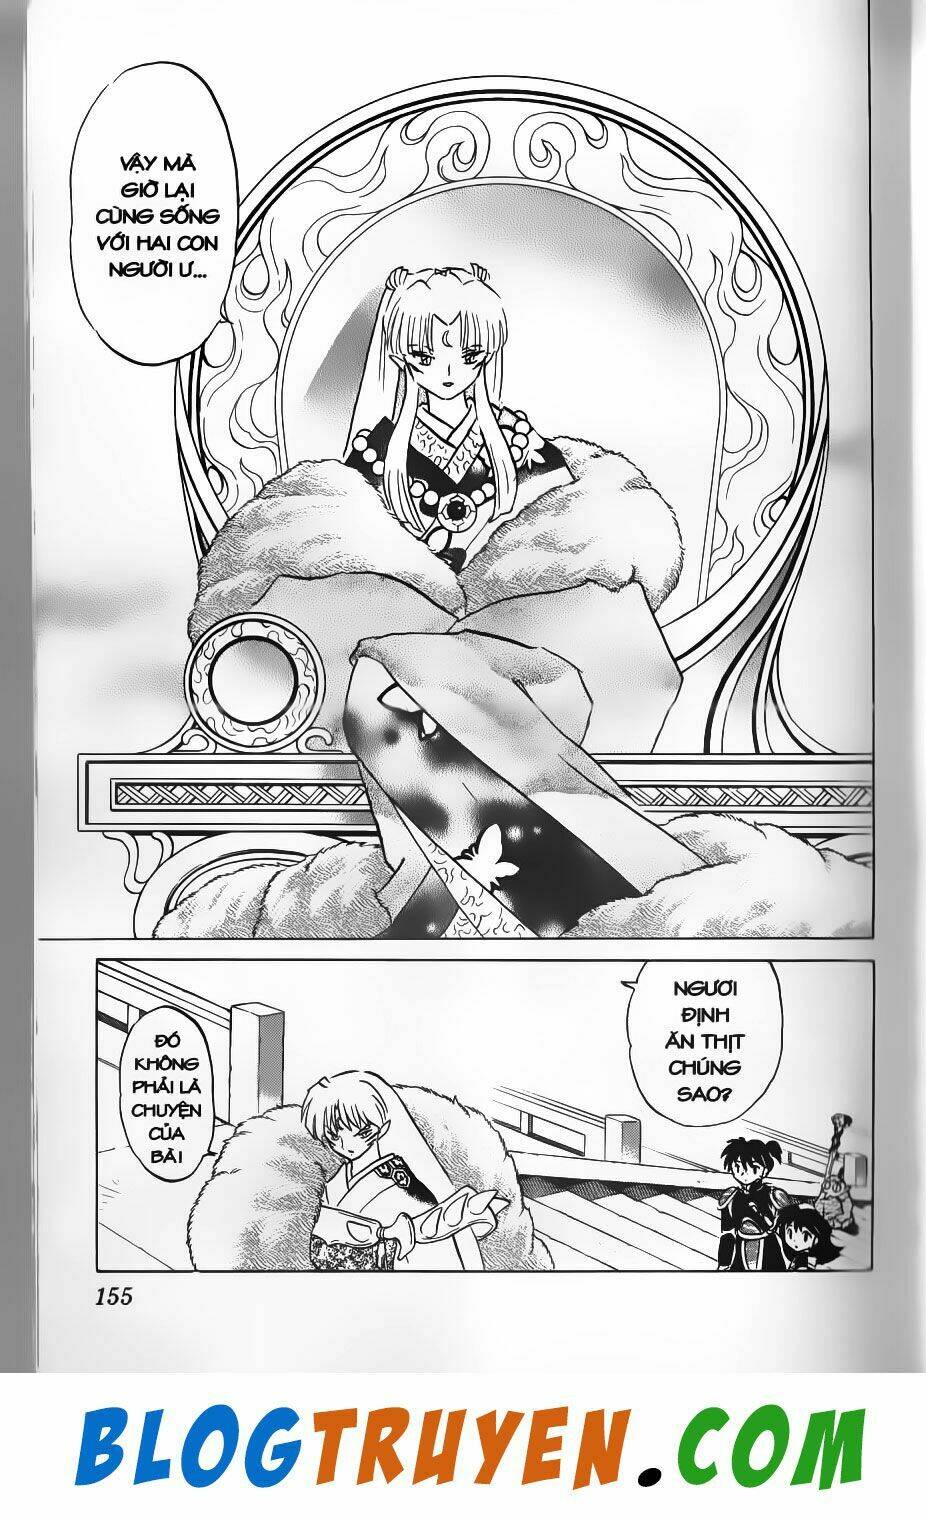 VẬY MÀ
GIỜ LẠI
CÙNG SỐNG
VỚI HAI CON
NGƯỜI Ư...
NGƯƠI
ĐỊNH
ĂN THỊT
CHÚNG
SAO?
ĐÓ
KHÔNG
PHẢI LÀ
CHUYỆN
CỦA
BÀI
155
BLOGTRUYEN.COM